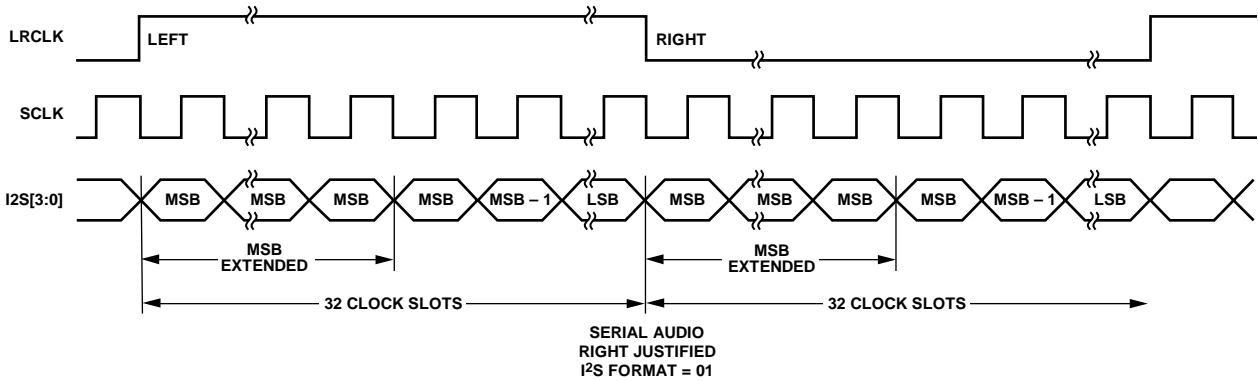 LRCLK
LEFT
RIGHT
SCLK
I2S[3:0]
MSB MSB MSB MSB MSB – 1 LSB MSB MSB MSB MSB MSB – 1 LSB
MSB
EXTENDED
MSB
EXTENDED
32 CLOCK SLOTS
32 CLOCK SLOTS
SERIAL AUDIO
RIGHT JUSTIFIED
I²S FORMAT = 01